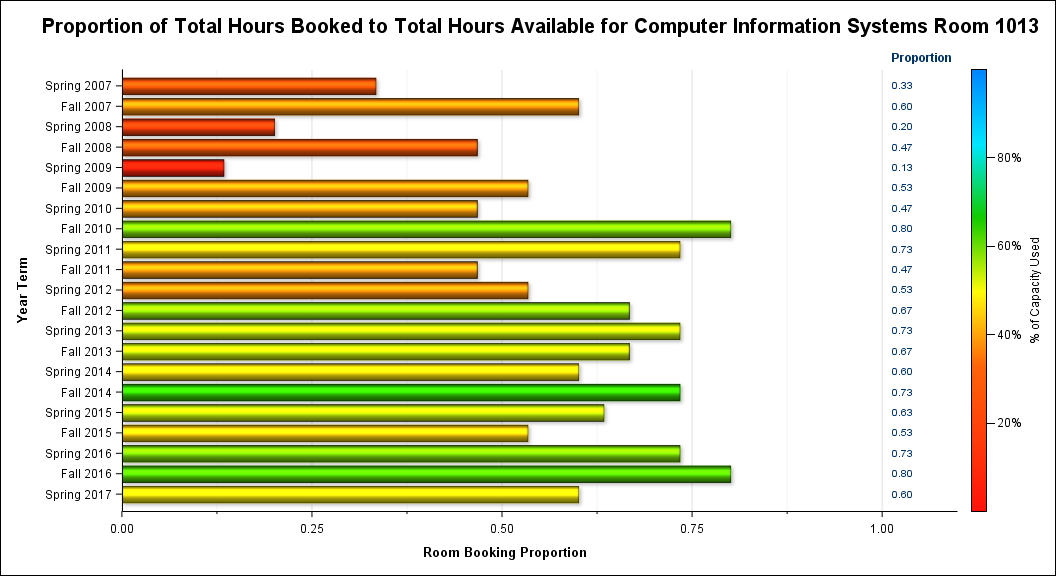 Proportion of Total Hours Booked to Total Hours Available for Computer Information Systems Room 1013
Proportion
Spring 2007 0.33
Fall 2007 0.60
Spring 2008 0.20
Fall 2008 0.47
Spring 2009 0.13
Fall 2009 0.53
Spring 2010 0.47
Fall 2010 0.80
Spring 2011 0.73
Fall 2011 0.47
Spring 2012 0.53
Fall 2012 0.67
Spring 2013 0.73
Fall 2013 0.67
Spring 2014 0.60
Fall 2014 0.73
Spring 2015 0.63
Fall 2015 0.53
Spring 2016 0.73
Fall 2016 0.80
Spring 2017 0.60
Year Term
80%
60%
40%
20%
% of Capacity Used
0.00 0.25 0.50 0.75 1.00
Room Booking Proportion